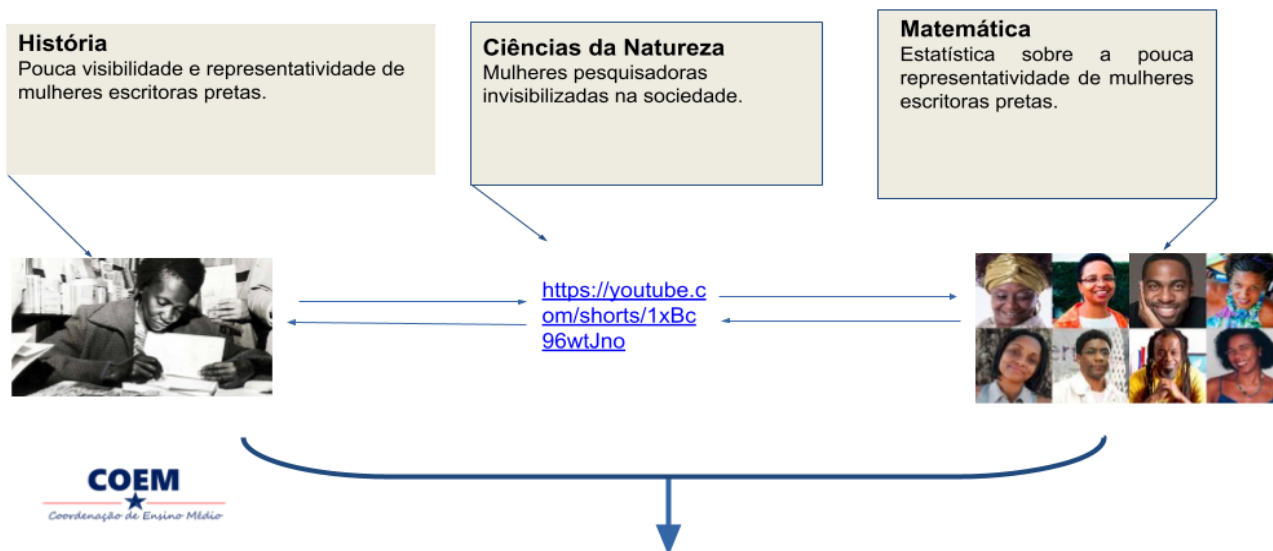 História
Pouca visibilidade e representatividade de
mulheres escritoras pretas.
Ciências da Natureza
Mulheres pesquisadoras
invisibilizadas na sociedade.
Matemática
Estatística sobre a pouca
representatividade de mulheres
escritoras pretas.
https://youtube.c
om/shorts/1xBc
96wtJno
COEM
Coordenação de Ensino Médio